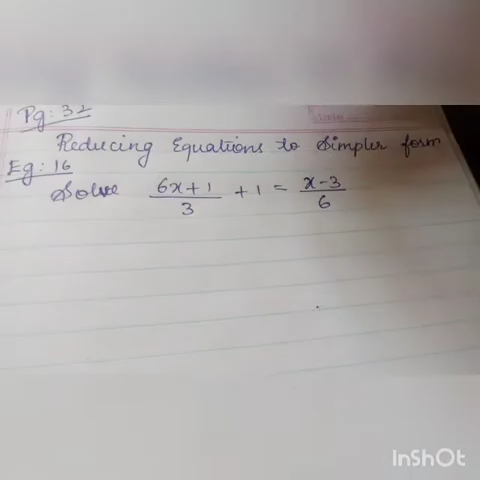 Pg: 32
Reducing Equations to Simpler form
Eg: 16
Solve (6x+1)/3 + 1 = (x-3)/6
InShOt